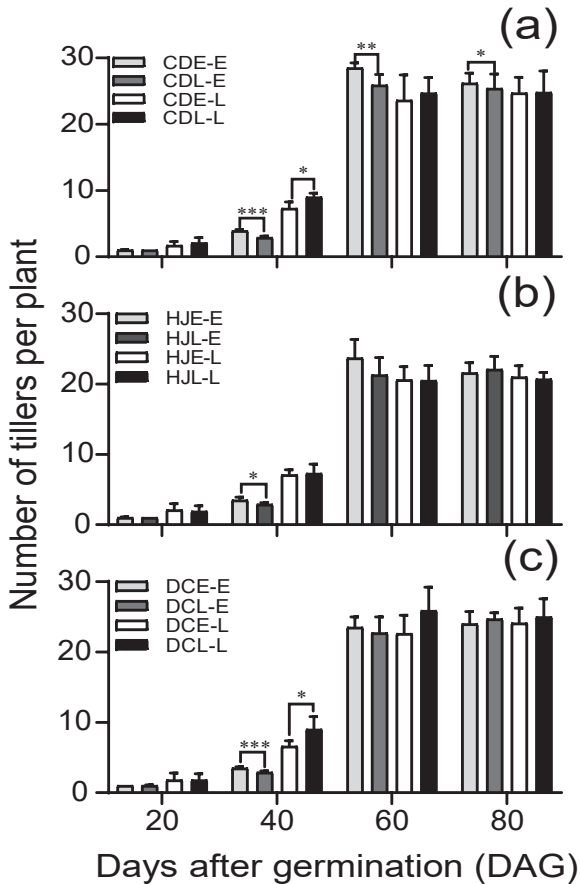 (a)
30
20
10
0
CDE-E
CDL-E
CDE-L
CDL-L
***
*
**
*
(b)
30
20
10
0
HJE-E
HJL-E
HJE-L
HJL-L
*
(c)
30
20
10
0
DCE-E
DCL-E
DCE-L
DCL-L
***
*
20 40 60 80
Number of tillers per plant
Days after germination (DAG)